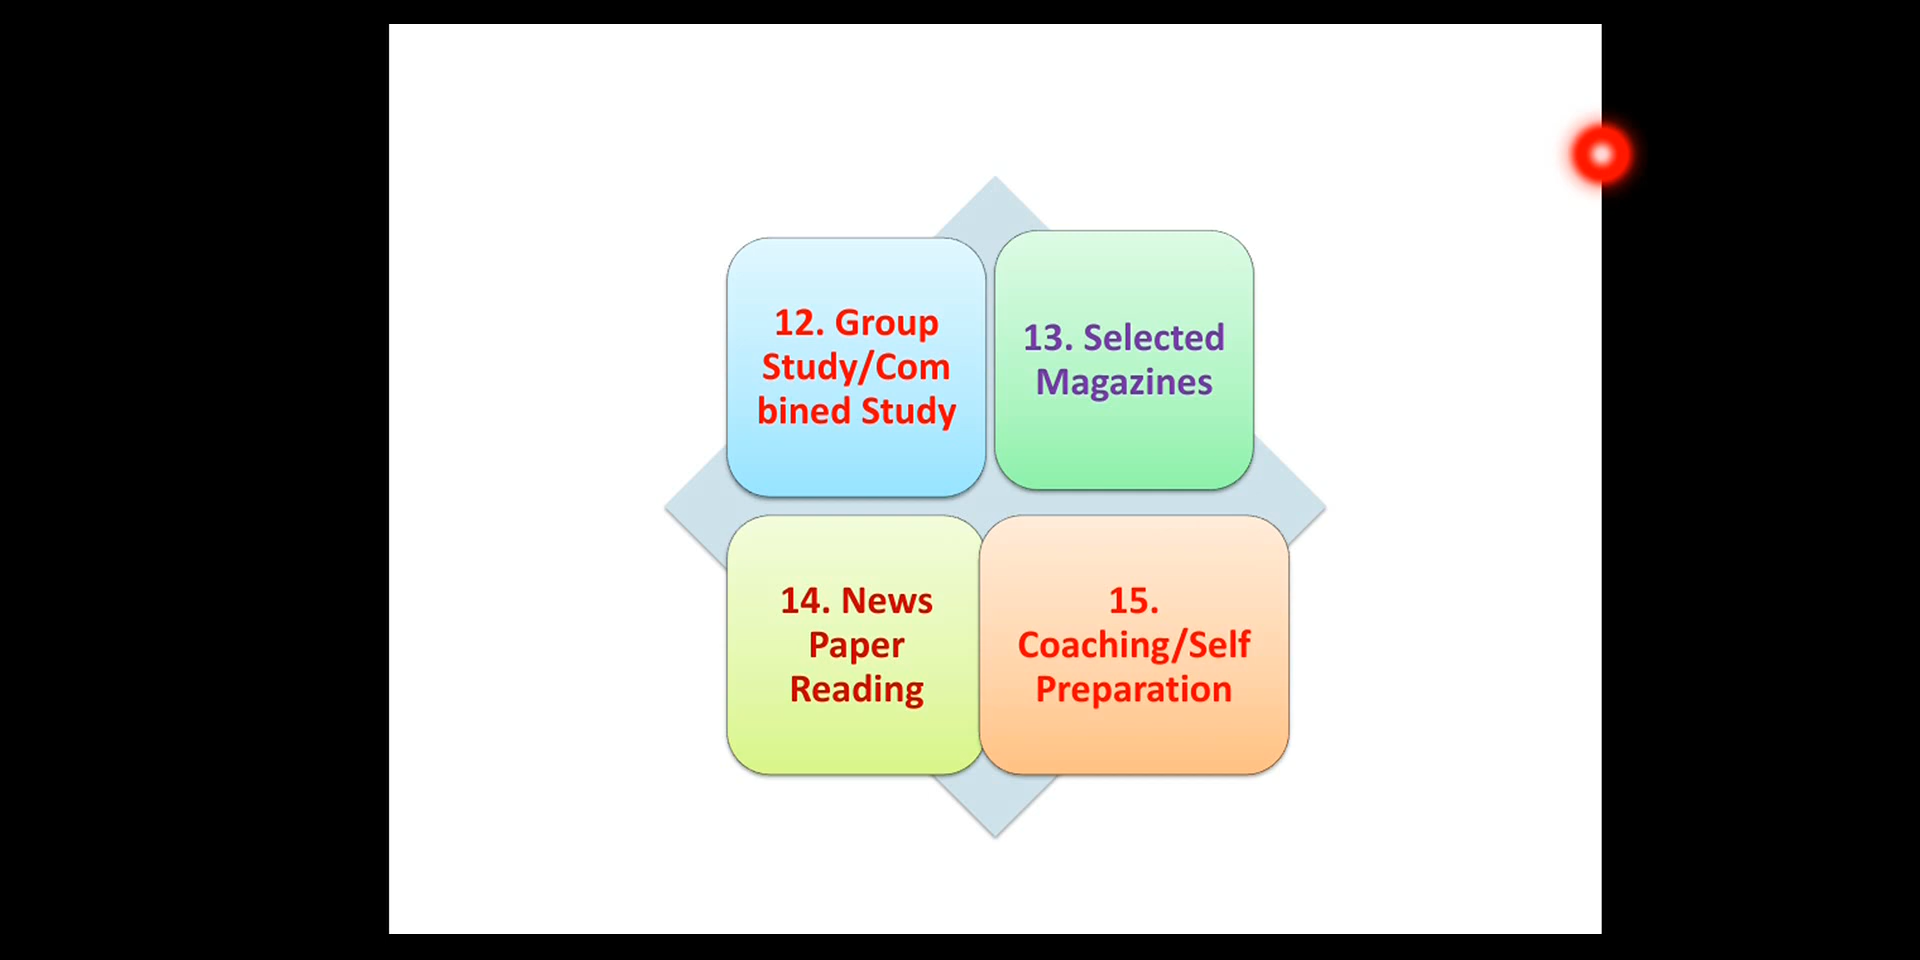 12. Group
Study/Com
bined Study
13. Selected
Magazines
14. News
Paper
Reading
15.
Coaching/Self
Preparation